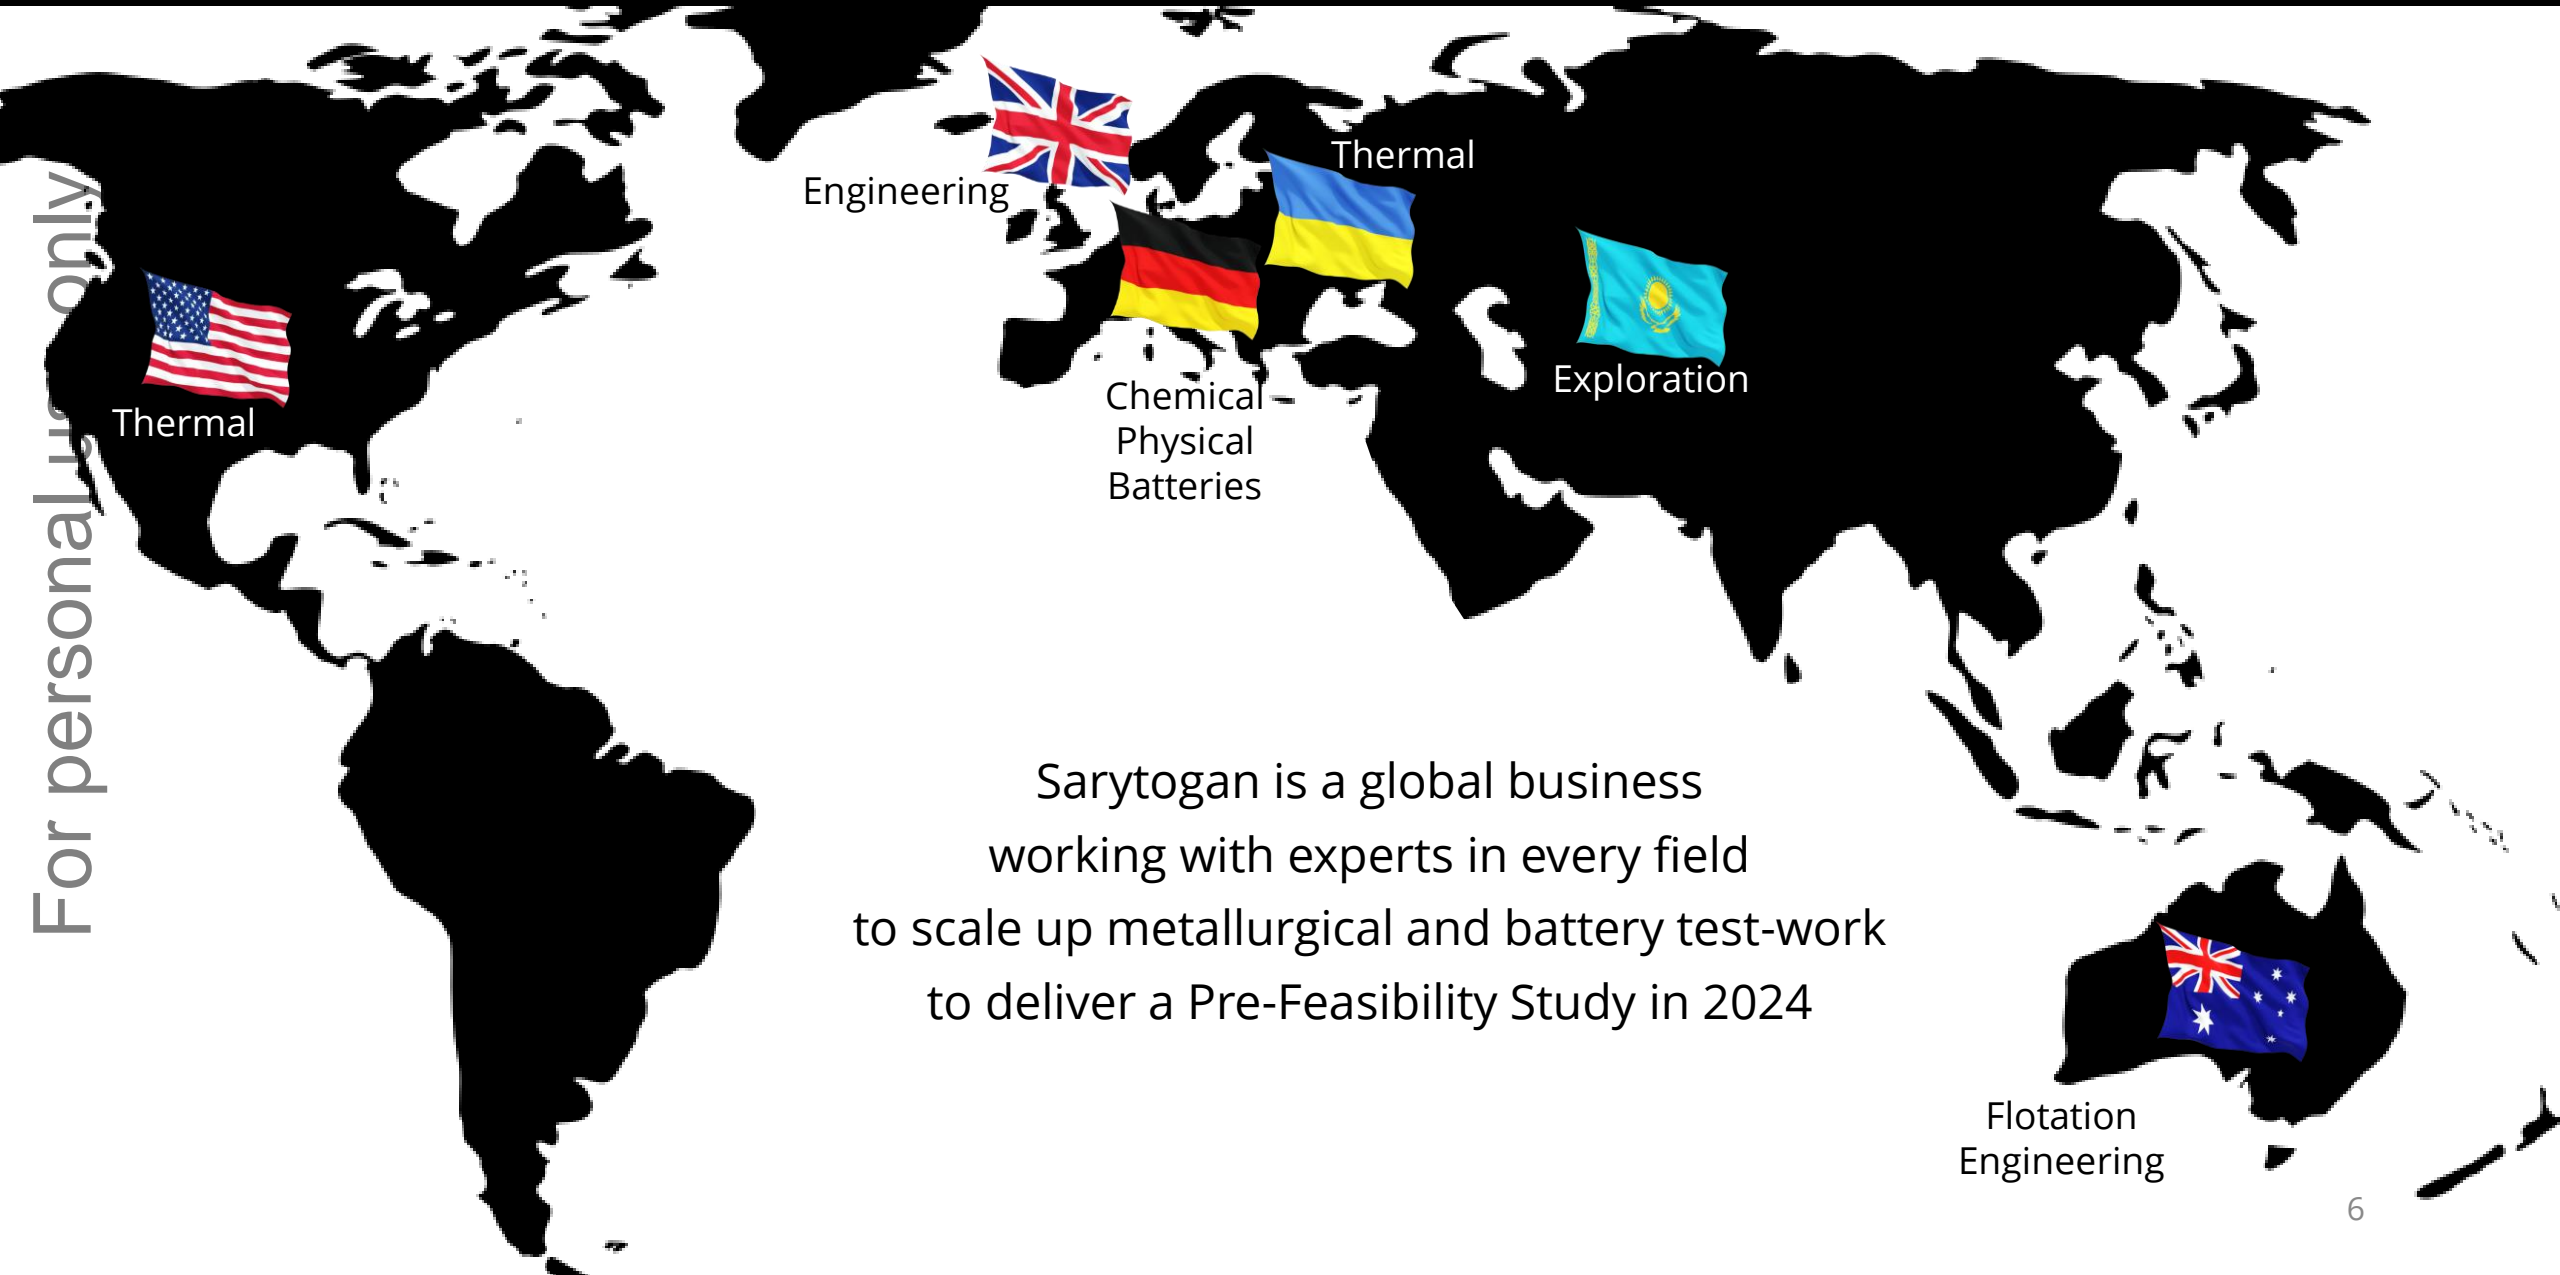 For personal use only
Thermal
Engineering
Thermal
Chemical
Physical
Batteries
Exploration
Sarytogan is a global business
working with experts in every field
to scale up metallurgical and battery test-work
to deliver a Pre-Feasibility Study in 2024
Flotation
Engineering
6